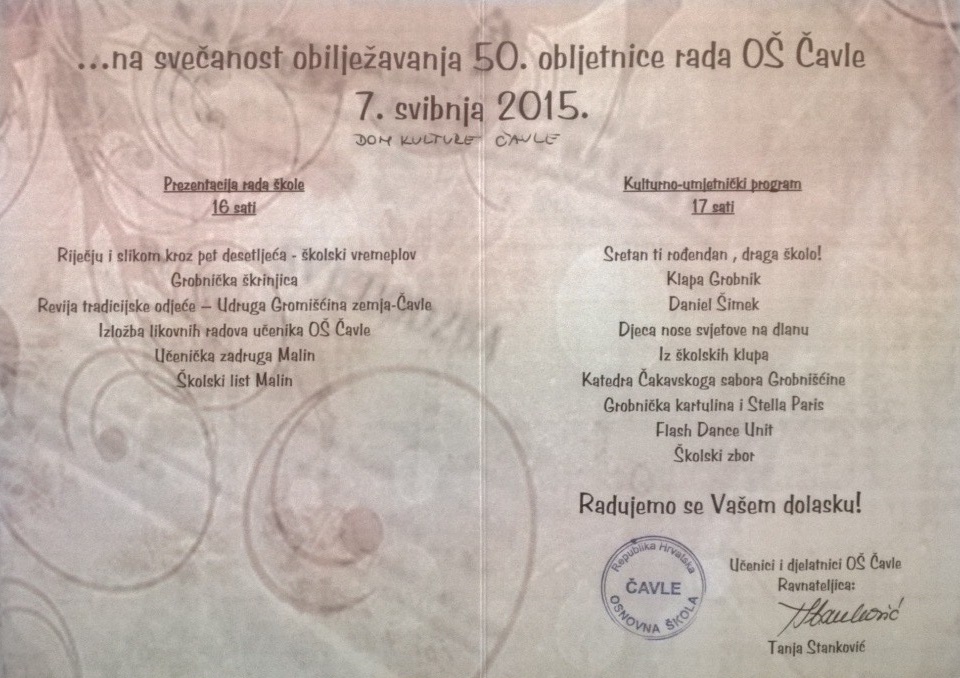 ...na svečanost obilježavanja 50. obljetnice rada OŠ Čavle
7. svibnja 2015.
DOM KULTURE ČAVLE
Prezentacija rada škole
16 sati
Riječju i slikom kroz pet desetljeća - školski vremeplov
Grobnička škrinjica
Revija tradicijske odjeće – Udruga Gromišćina zemja-Čavle
Izložba likovnih radova učenika OŠ Čavle
Učenička zadruga Malin
Školski list Malin
Kulturno-umjetnički program
17 sati
Sretan ti rođendan , draga školo!
Klapa Grobnik
Daniel Šimek
Djeca nose svjetove na dlanu
Iz školskih klupa
Katedra Čakavskoga sabora Grobnišćine
Grobnička kartulina i Stella Paris
Flash Dance Unit
Školski zbor
Radujemo se Vašem dolasku!
Republika Hrvatska
ČAVLE
OSNOVNA ŠKOLA
Učenici i djelatnici OŠ Čavle
Ravnateljica:
TStanković
Tanja Stanković